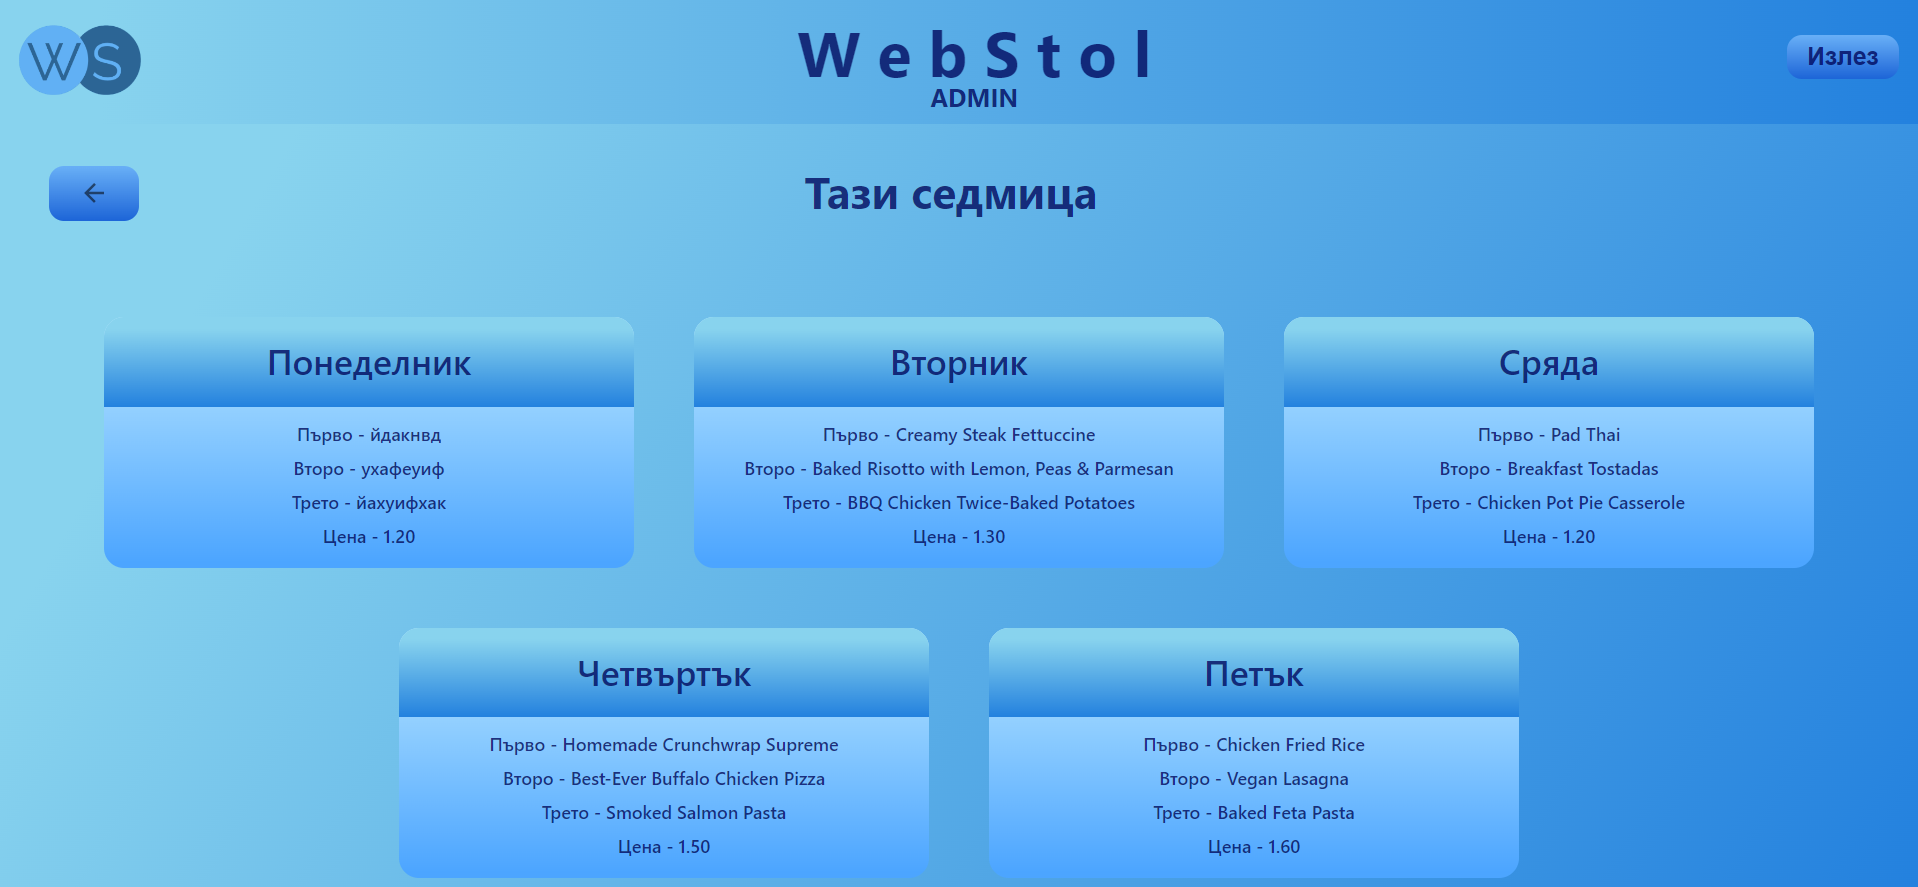 WS
WebStol
ADMIN
Излез
Тази седмица
Понеделник
Първо - йдакнвд
Второ - ухафеуиф
Трето - йахуифхак
Цена - 1.20
Вторник
Първо - Creamy Steak Fettuccine
Второ - Baked Risotto with Lemon, Peas & Parmesan
Трето - BBQ Chicken Twice-Baked Potatoes
Цена - 1.30
Сряда
Първо - Pad Thai
Второ - Breakfast Tostadas
Трето - Chicken Pot Pie Casserole
Цена - 1.20
Четвъртък
Първо - Homemade Crunchwrap Supreme
Второ - Best-Ever Buffalo Chicken Pizza
Трето - Smoked Salmon Pasta
Цена - 1.50
Петък
Първо - Chicken Fried Rice
Второ - Vegan Lasagna
Трето - Baked Feta Pasta
Цена - 1.60